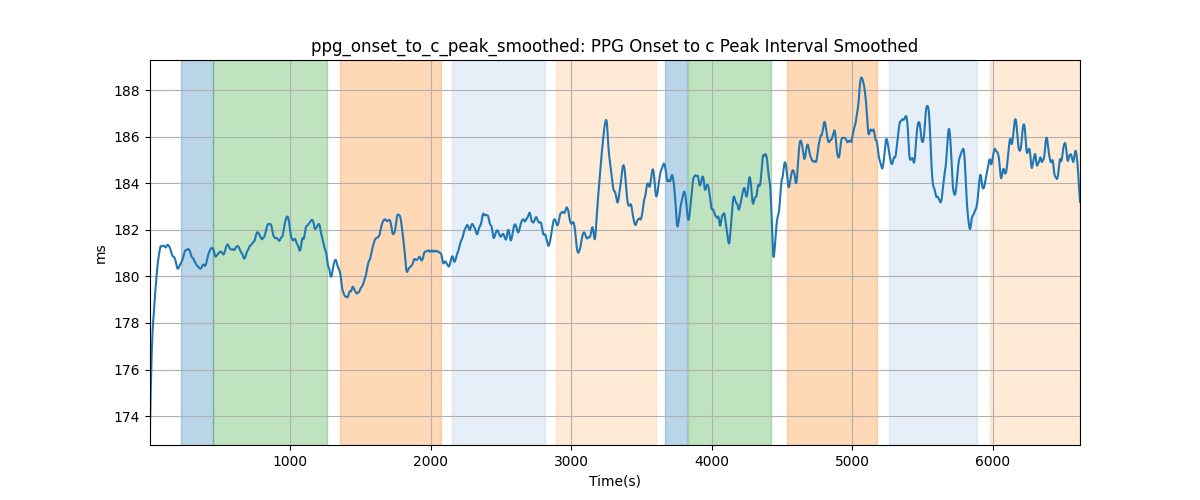 ppg_onset_to_c_peak_smoothed: PPG Onset to c Peak Interval Smoothed
188
186
184
182
180
178
176
174
ms
1000 2000 3000 4000 5000 6000
Time(s)